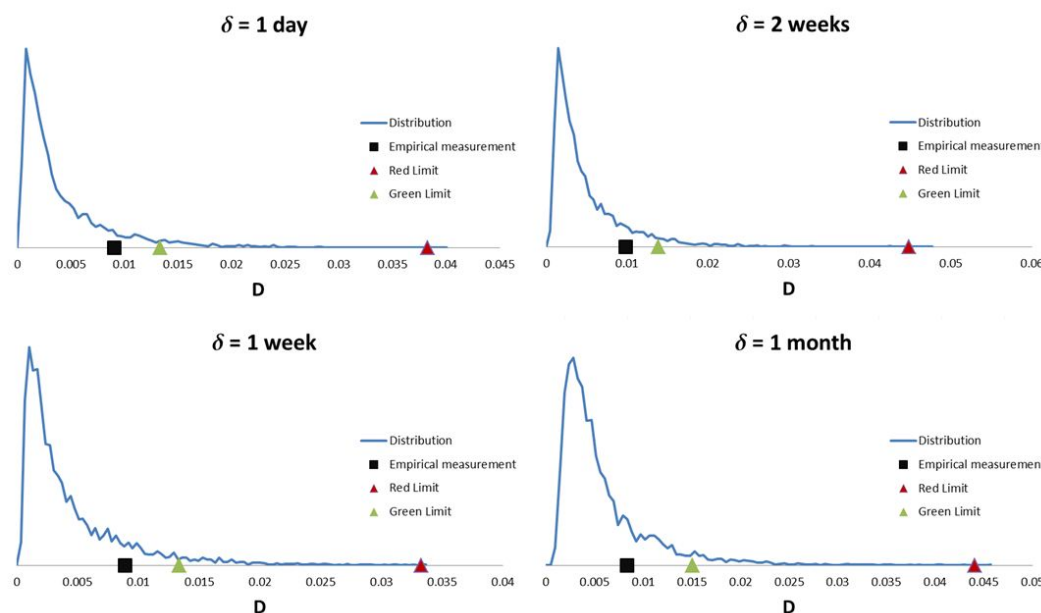 δ = 1 day
Distribution
Empirical measurement
Red Limit
Green Limit
0 0.005 0.01 0.015 0.02 0.025 0.03 0.035 0.04 0.045
D
δ = 2 weeks
Distribution
Empirical measurement
Red Limit
Green Limit
0 0.01 0.02 0.03 0.04 0.05 0.06
D
δ = 1 week
Distribution
Empirical measurement
Red Limit
Green Limit
0 0.005 0.01 0.015 0.02 0.025 0.03 0.035 0.04
D
δ = 1 month
Distribution
Empirical measurement
Red Limit
Green Limit
0 0.005 0.01 0.015 0.02 0.025 0.03 0.035 0.04 0.045 0.05
D